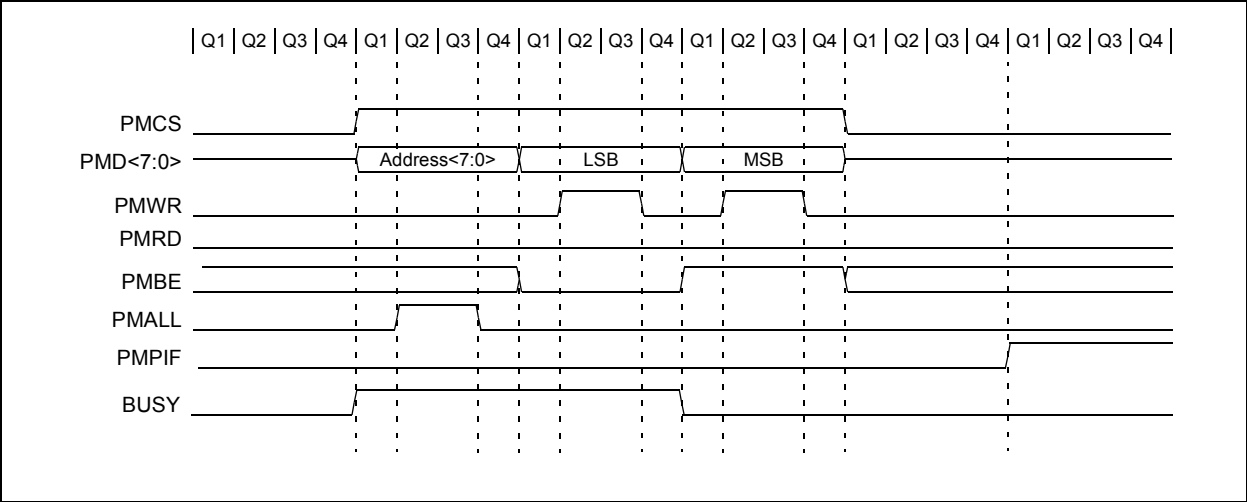 Q1 Q2 Q3 Q4 Q1 Q2 Q3 Q4 Q1 Q2 Q3 Q4 Q1 Q2 Q3 Q4 Q1 Q2 Q3 Q4 Q1 Q2 Q3 Q4
PMCS
PMD<7:0> Address<7:0> LSB MSB
PMWR
PMRD
PMBE
PMALL
PMPIF
BUSY